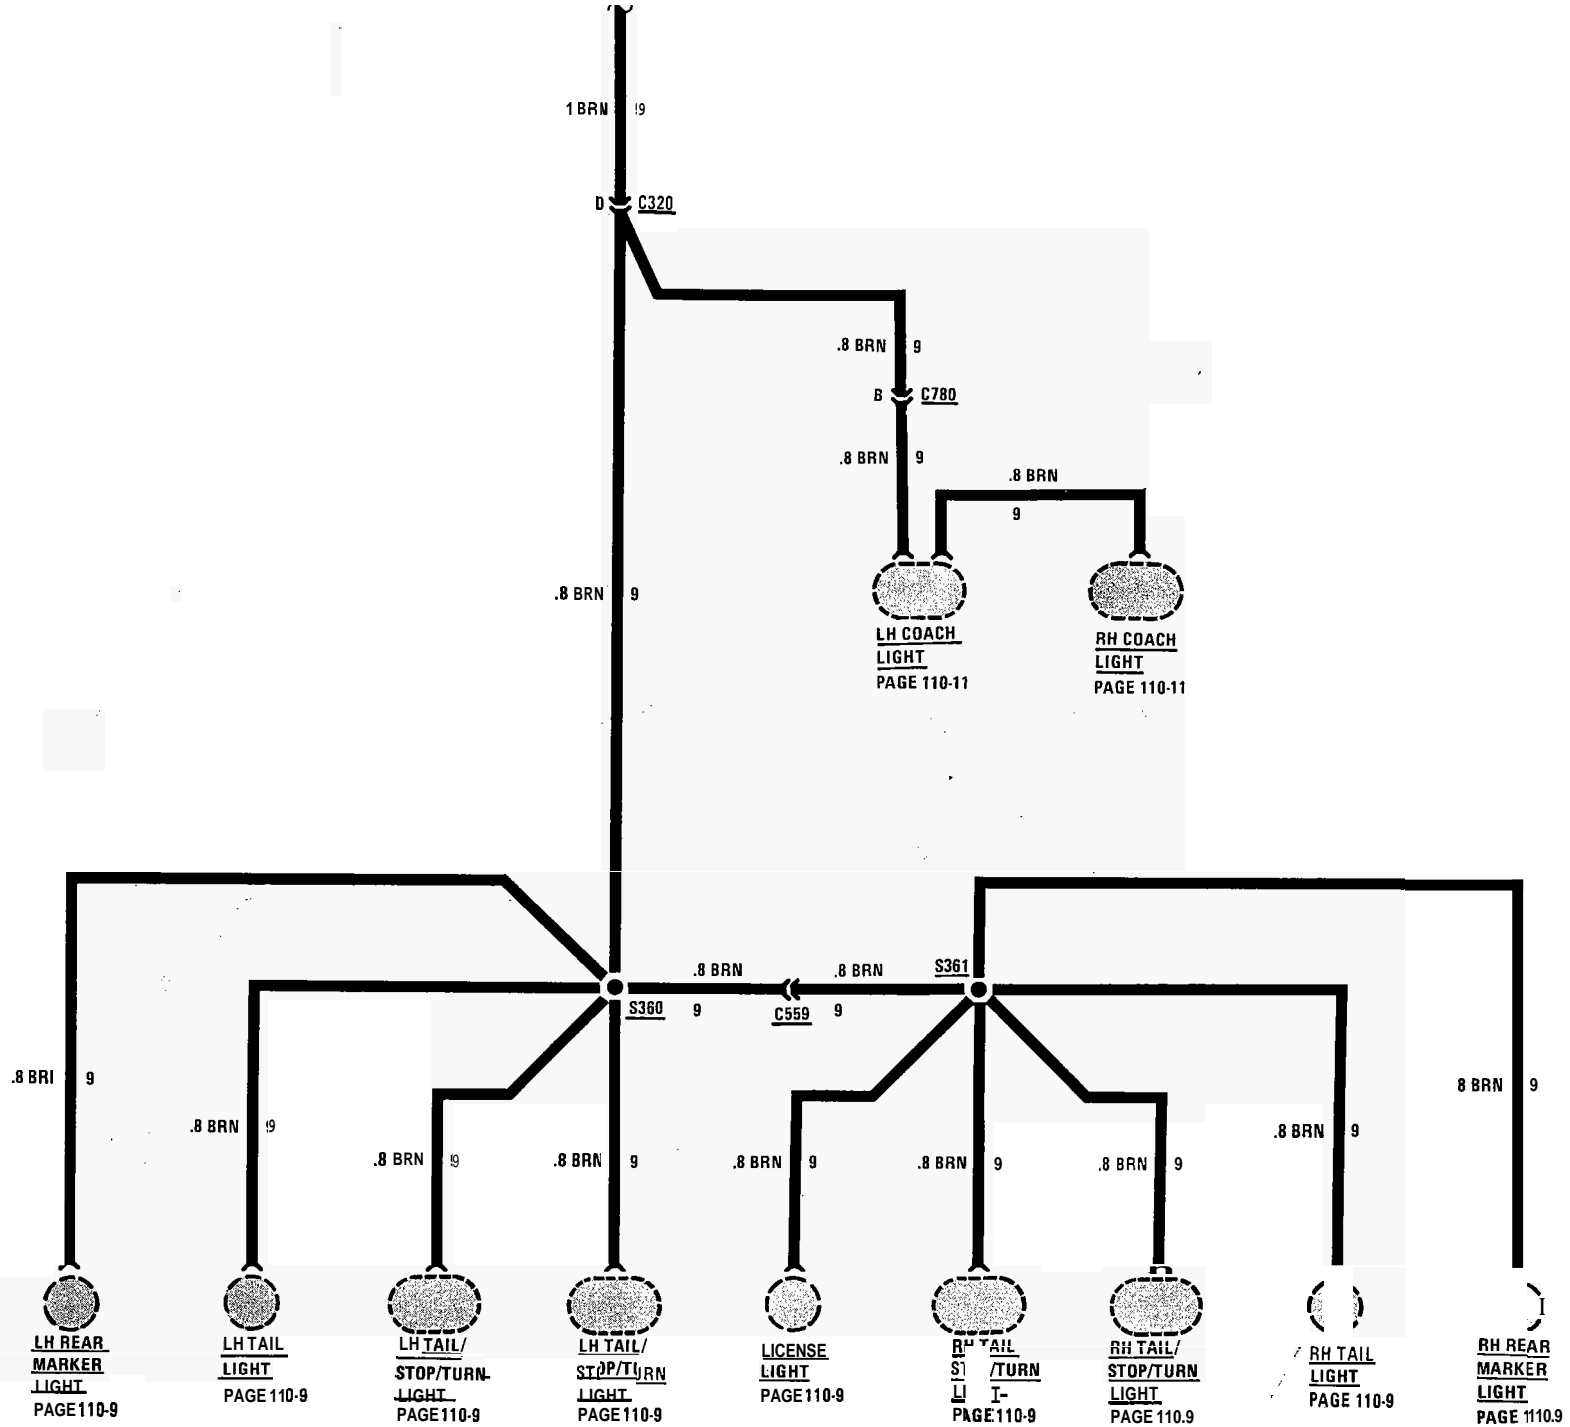 1 BRN 9
D C320
.8 BRN 9
B C780
.8 BRN 9
.8 BRN
9
.8 BRN 9
LH COACH
LIGHT
PAGE 110-11
RH COACH
LIGHT
PAGE 110-11
.8 BRN
.8 BRN
S361
S360
9
C559
9
.8 BRI 9
.8 BRN 9
.8 BRN 9
.8 BRN 9
.8 BRN 9
.8 BRN 9
.8 BRN 9
.8 BRN 9
8 BRN 9
LH REAR
MARKER
LIGHT
PAGE 110-9
LH TAIL
LIGHT
PAGE 110-9
LH TAIL/
STOP/TURN
LIGHT
PAGE 110-9
LH TAIL/
LIGHT
PAGE 110-9
LICENSE
LIGHT
PAGE 110-9
RH TAIL
/TURN
PAGE 110-9
RH TAIL/
STOP/TURN
LIGHT
PAGE 110.9
RH TAIL
LIGHT
PAGE 110-9
RH REAR
MARKER
LIGHT
PAGE 1110.9